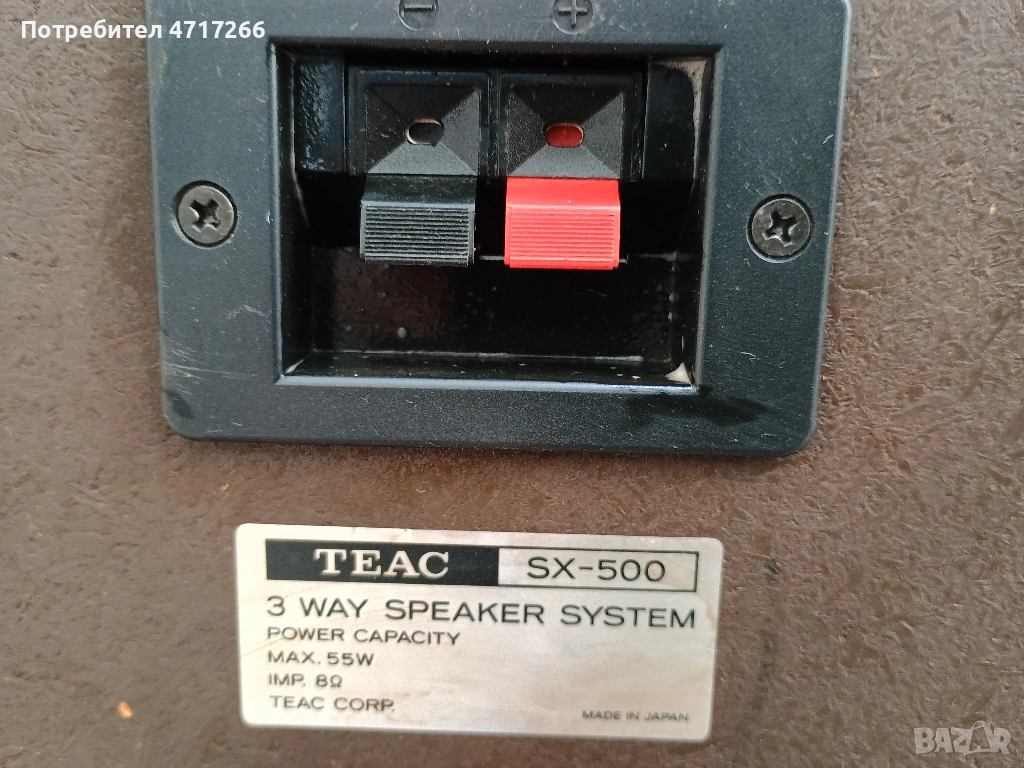 Потребител 4717266
− +
TEAC SX-500
3 WAY SPEAKER SYSTEM
POWER CAPACITY
MAX. 55W
IMP. 8Ω
TEAC CORP.
MADE IN JAPAN
BAZAR